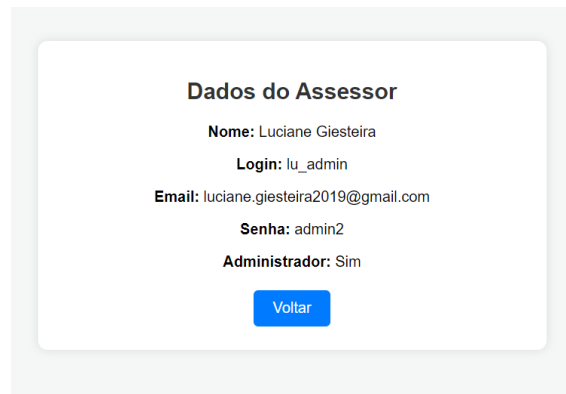 Dados do Assessor
Nome: Luciane Giesteira
Login: lu_admin
Email: luciane.giesteira2019@gmail.com
Senha: admin2
Administrador: Sim
Voltar